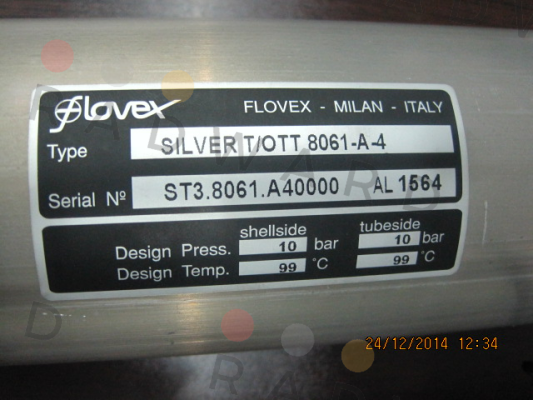 flovex
FLOVEX - MILAN - ITALY
Type SILVER T/OTT 8061-A-4
Serial Nº ST3.8061.A40000 AL 1564
shellside tubeside
Design Press. 10 bar 10 bar
Design Temp. 99 °C 99 °C
24/12/2014 12:34